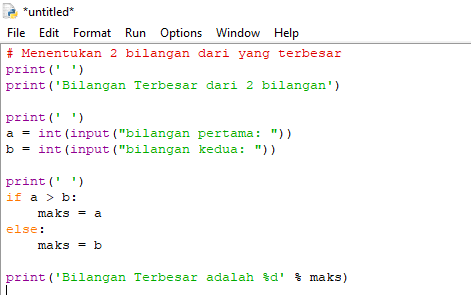 *untitled*
File Edit Format Run Options Window Help
# Menentukan 2 bilangan dari yang terbesar
print(' ')
print('Bilangan Terbesar dari 2 bilangan')
print(' ')
a = int(input("bilangan pertama: "))
b = int(input("bilangan kedua: "))
print(' ')
if a > b:
    maks = a
else:
    maks = b
print('Bilangan Terbesar adalah %d' % maks)